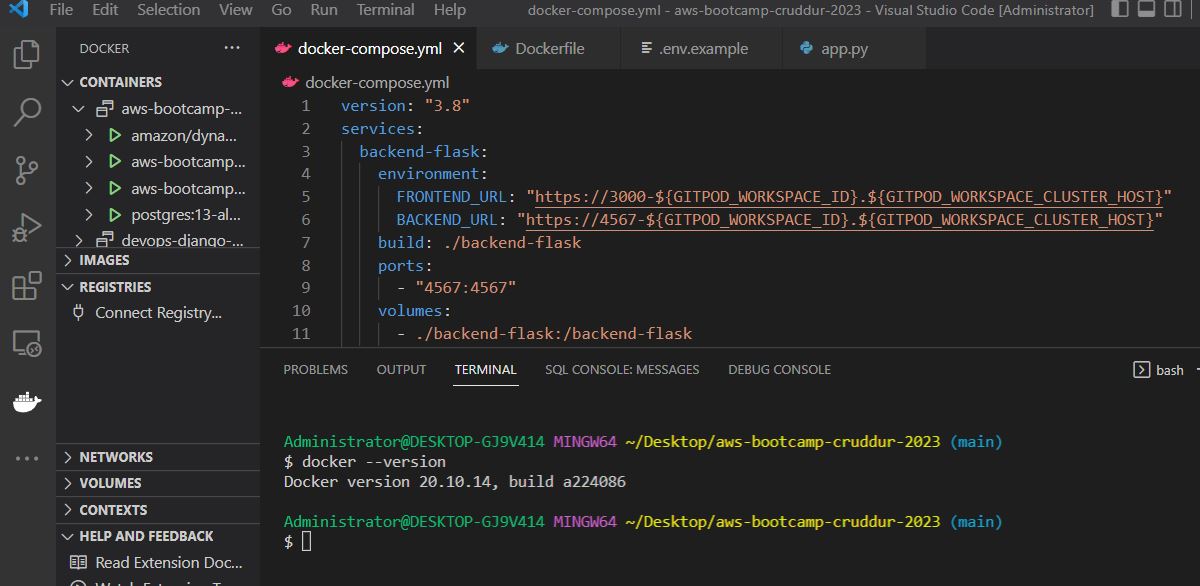 File Edit Selection View Go Run Terminal Help docker-compose.yml - aws-bootcamp-cruddur-2023 - Visual Studio Code [Administrator]
DOCKER
CONTAINERS
aws-bootcamp-...
amazon/dyna...
aws-bootcamp...
aws-bootcamp...
postgres:13-al...
devops-django-...
IMAGES
REGISTRIES
Connect Registry...
NETWORKS
VOLUMES
CONTEXTS
HELP AND FEEDBACK
Read Extension Doc...
docker-compose.yml Dockerfile .env.example app.py
docker-compose.yml
1 version: "3.8"
2 services:
3 backend-flask:
4 environment:
5 FRONTEND_URL: "https://3000-${GITPOD_WORKSPACE_ID}.${GITPOD_WORKSPACE_CLUSTER_HOST}"
6 BACKEND_URL: "https://4567-${GITPOD_WORKSPACE_ID}.${GITPOD_WORKSPACE_CLUSTER_HOST}"
7 build: ./backend-flask
8 ports:
9 - "4567:4567"
10 volumes:
11 - ./backend-flask:/backend-flask
PROBLEMS OUTPUT TERMINAL SQL CONSOLE: MESSAGES DEBUG CONSOLE bash
Administrator@DESKTOP-GJ9V414 MINGW64 ~/Desktop/aws-bootcamp-cruddur-2023 (main)
$ docker --version
Docker version 20.10.14, build a224086
Administrator@DESKTOP-GJ9V414 MINGW64 ~/Desktop/aws-bootcamp-cruddur-2023 (main)
$